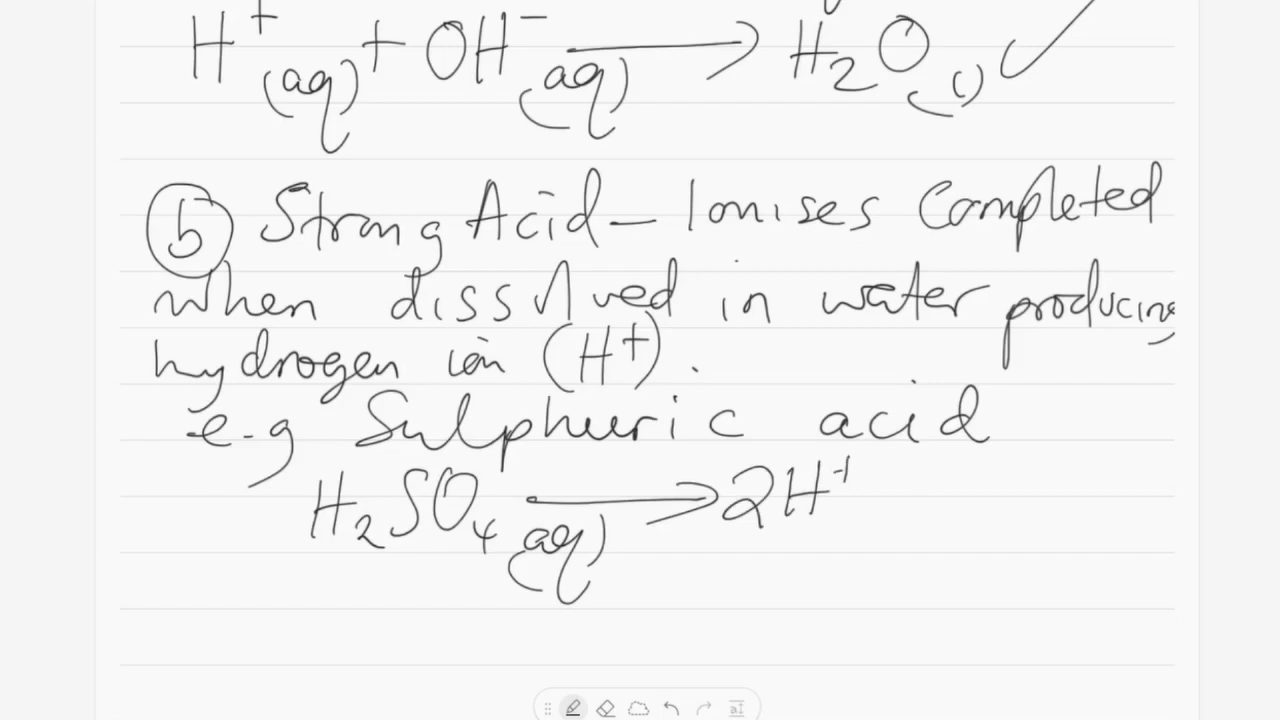 H⁺(aq) + OH⁻(aq) ⟶ H₂O(l) ✓
(b) Strong Acid – Ionises Completed
when dissolved in water producing
hydrogen ion (H⁺).
e.g Sulphuric acid
H₂SO₄(aq) ⟶ 2H⁺